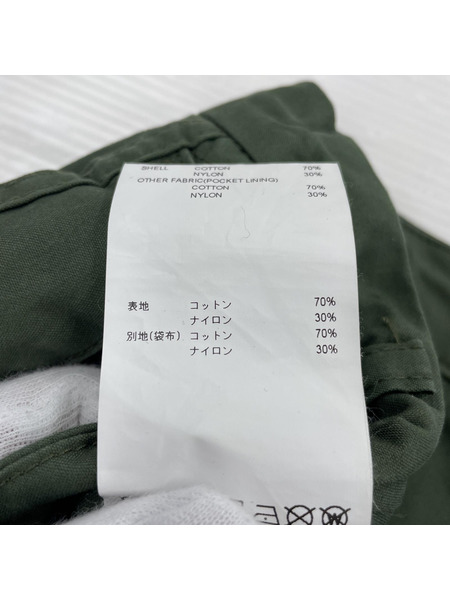 SHELL COTTON 70%
NYLON 30%
OTHER FABRIC(POCKET LINING)
COTTON 70%
NYLON 30%
表地 コットン 70%
ナイロン 30%
別地(袋布) コットン 70%
ナイロン 30%